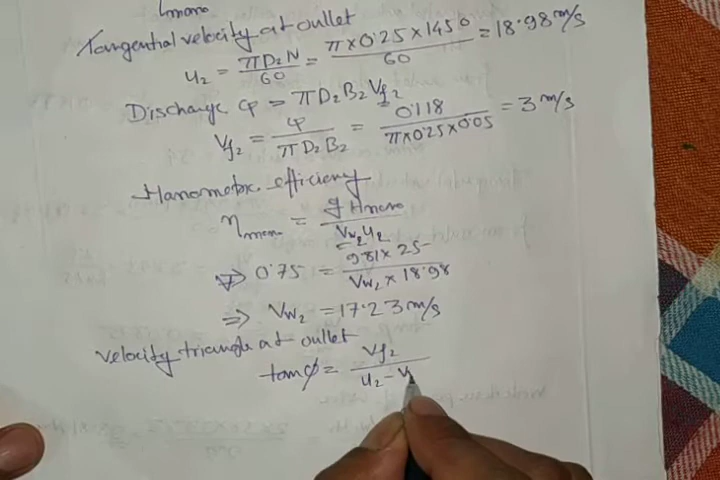 Hmano
Tangential velocity at outlet
u₂ = πD₂N/60 = π×0.25×1450/60 = 18.98 m/s
Discharge φ = πD₂B₂Vf₂
Vf₂ = φ/πD₂B₂ = 0.118/π×0.25×0.05 = 3 m/s
Manometric efficiency
ηmano = gHmano/Vw₂u₂
⇒ 0.75 = 9.81×25/Vw₂×18.98
⇒ Vw₂ = 17.23 m/s
velocity triangle at outlet
tanφ = Vf₂/u₂-V